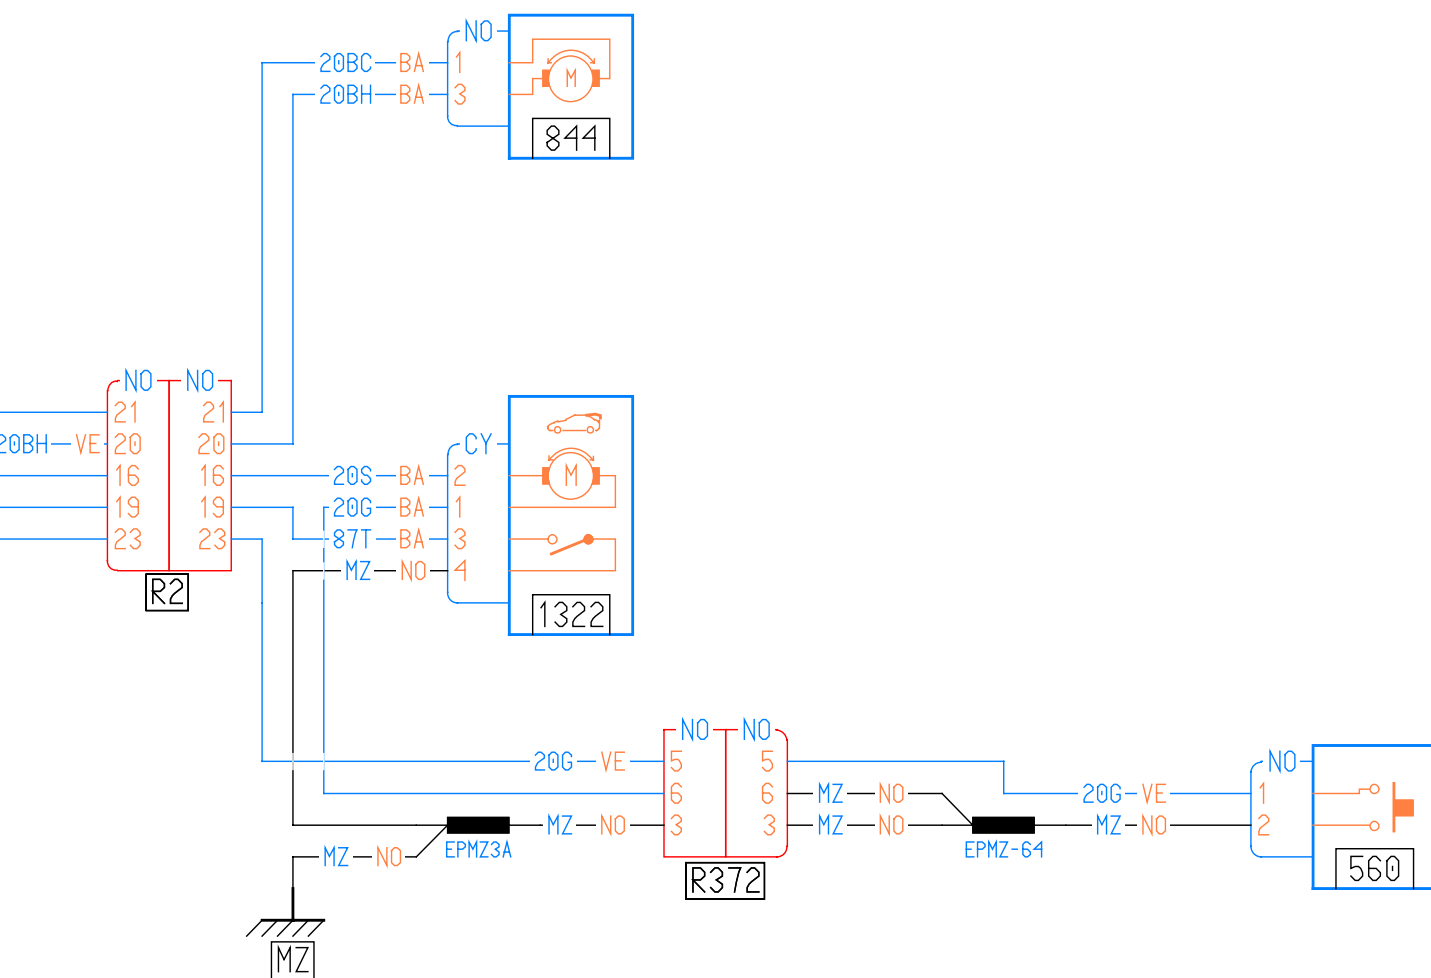 NO
20BC BA 1
20BH BA 3
M
844
NO NO
21 21
20BH VE 20 20
16 16
19 19
23 23
R2
CY
20S BA 2
20G BA 1
87T BA 3
MZ NO 4
M
1322
NO NO
20G VE 5 5
6 6 MZ NO
MZ NO 3 3 MZ NO
EPMZ3A
MZ NO
R372
EPMZ-64
NO
20G VE 1
MZ NO 2
560
MZ